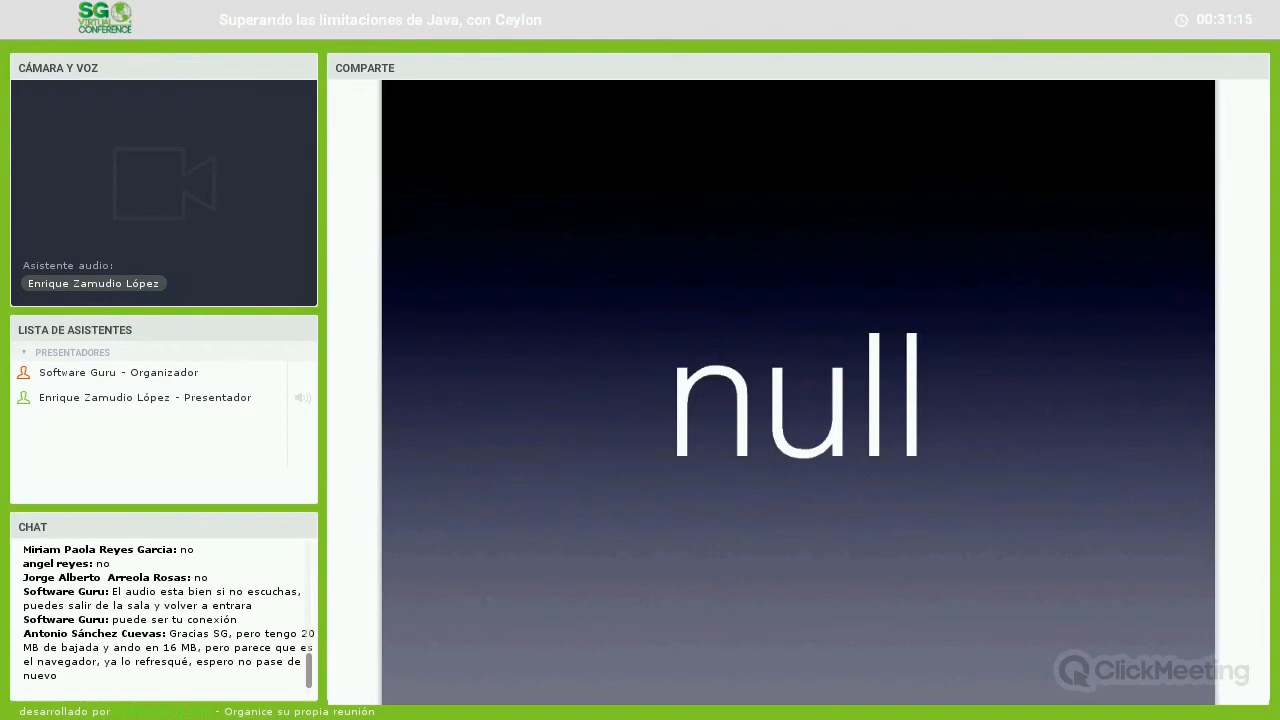 SG
VIRTUAL
CONFERENCE
Superando las limitaciones de Java, con Ceylon
00:31:15
CÁMARA Y VOZ
Asistente audio:
Enrique Zamudio López
LISTA DE ASISTENTES
PRESENTADORES
Software Guru - Organizador
Enrique Zamudio López - Presentador
CHAT
Miriam Paola Reyes Garcia: no
angel reyes: no
Jorge Alberto Arreola Rosas: no
Software Guru: El audio esta bien si no escuchas,
puedes salir de la sala y volver a entrara
Software Guru: puede ser tu conexión
Antonio Sánchez Cuevas: Gracias SG, pero tengo 20
MB de bajada y ando en 16 MB, pero parece que es
el navegador, ya lo refresqué, espero no pase de
nuevo
desarrollado por - Organice su propia reunión
COMPARTE
null
ClickMeeting